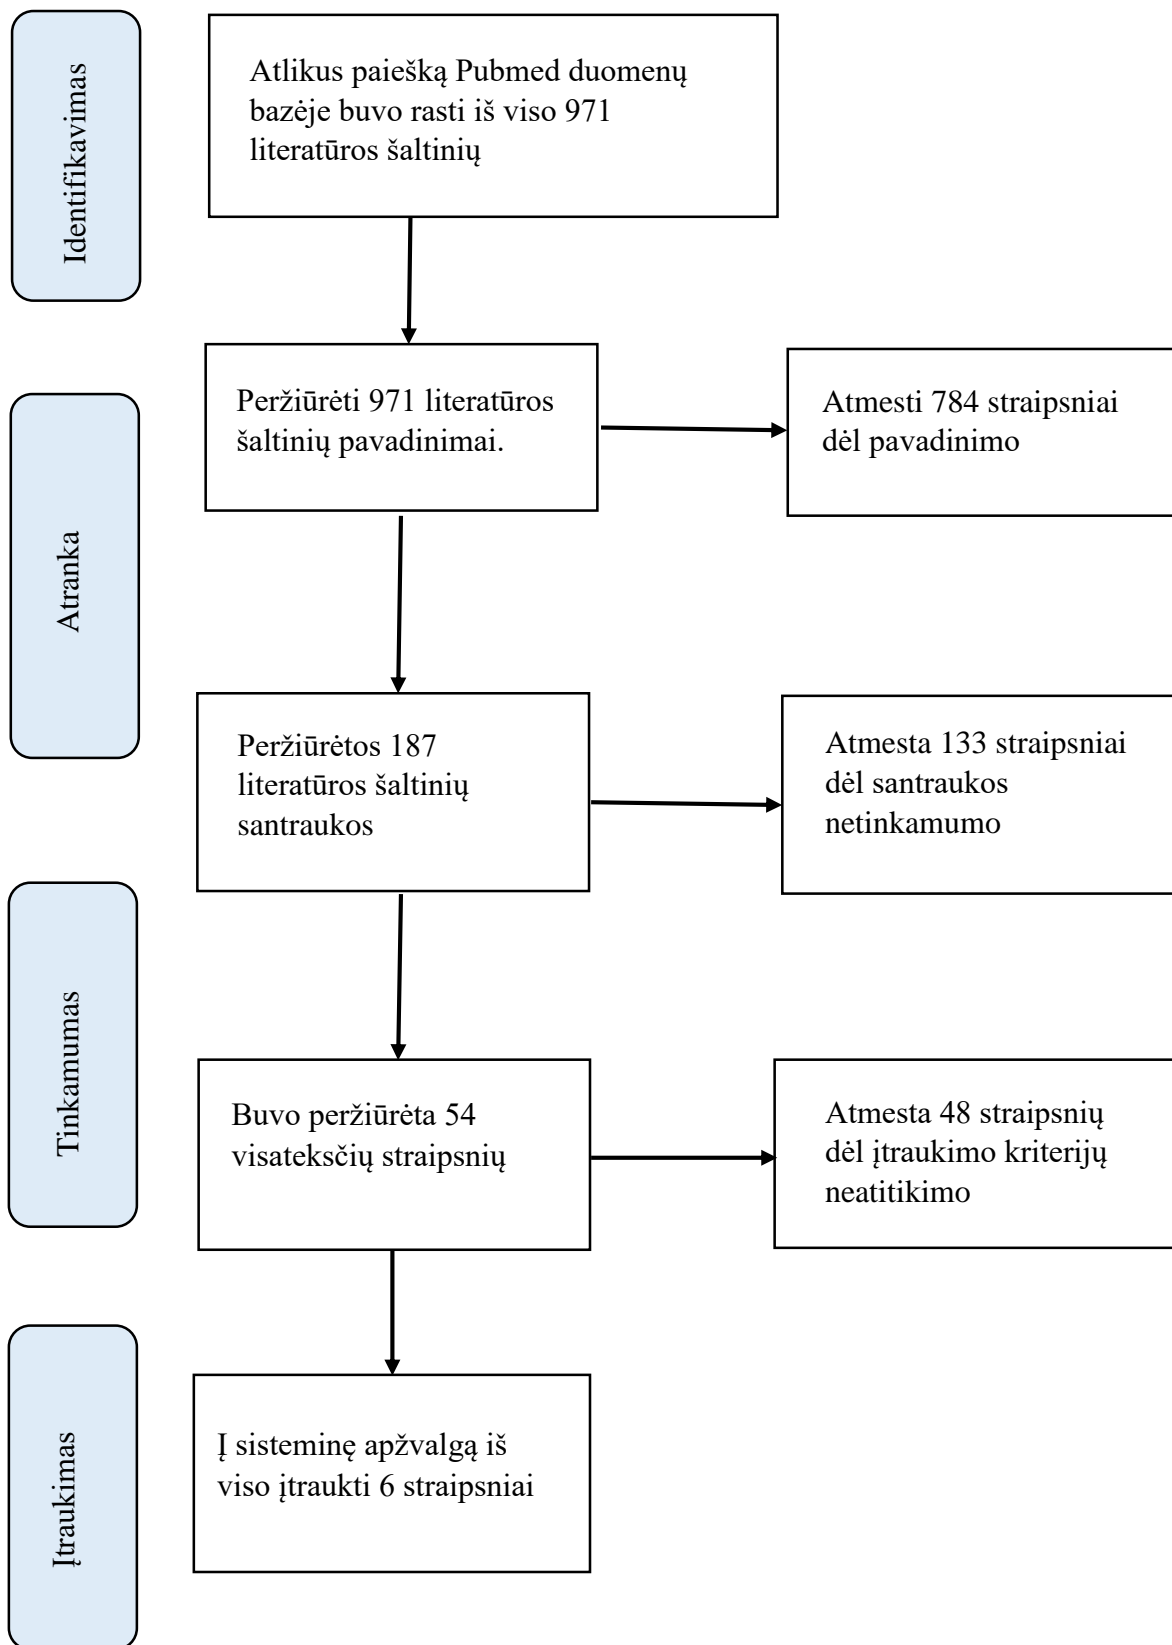 Identifikavimas
Atlikus paiešką Pubmed duomenų
bazėje buvo rasti iš viso 971
literatūros šaltinių
Atranka
Peržiūrėti 971 literatūros
šaltinių pavadinimai.
Atmesti 784 straipsniai
dėl pavadinimo
Peržiūrėtos 187
literatūros šaltinių
santraukos
Atmesta 133 straipsniai
dėl santraukos
netinkamumo
Tinkamumas
Buvo peržiūrėta 54
visateksčių straipsnių
Atmesta 48 straipsnių
dėl įtraukimo kriterijų
neatitikimo
Įtraukimas
Į sisteminę apžvalgą iš
viso įtraukti 6 straipsniai